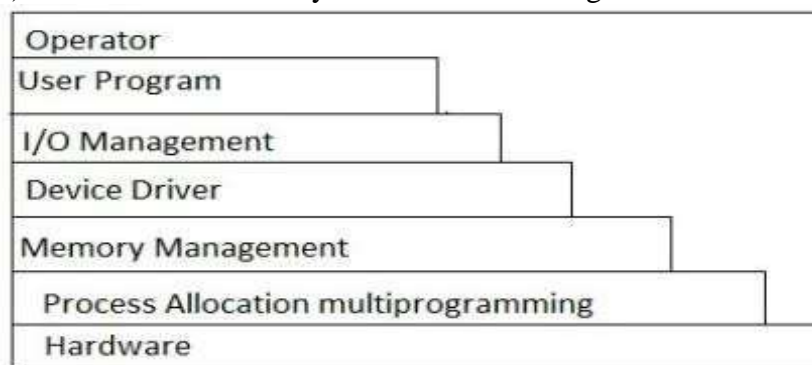 Operator
User Program
I/O Management
Device Driver
Memory Management
Process Allocation multiprogramming
Hardware